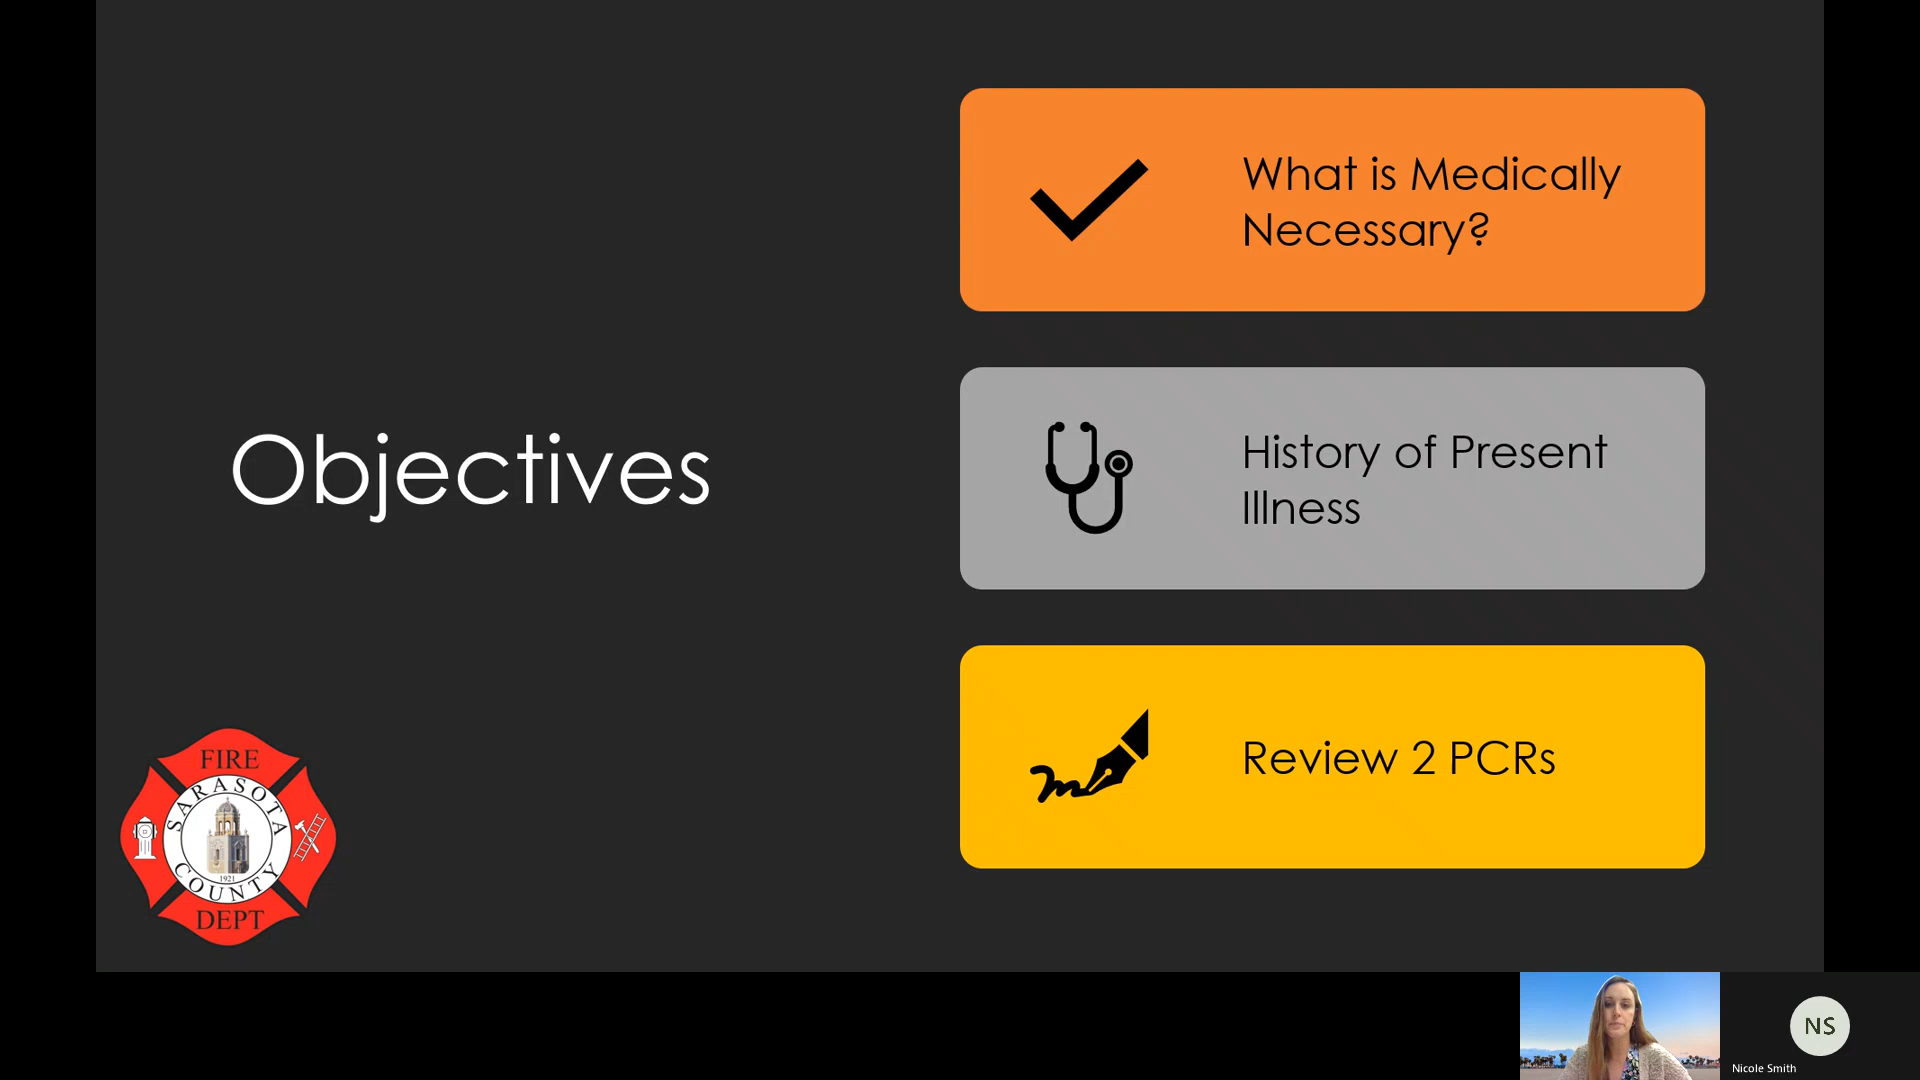 Objectives
What is Medically
Necessary?
History of Present
Illness
Review 2 PCRs
FIRE
SARASOTA
1921
COUNTY
DEPT
NS
Nicole Smith